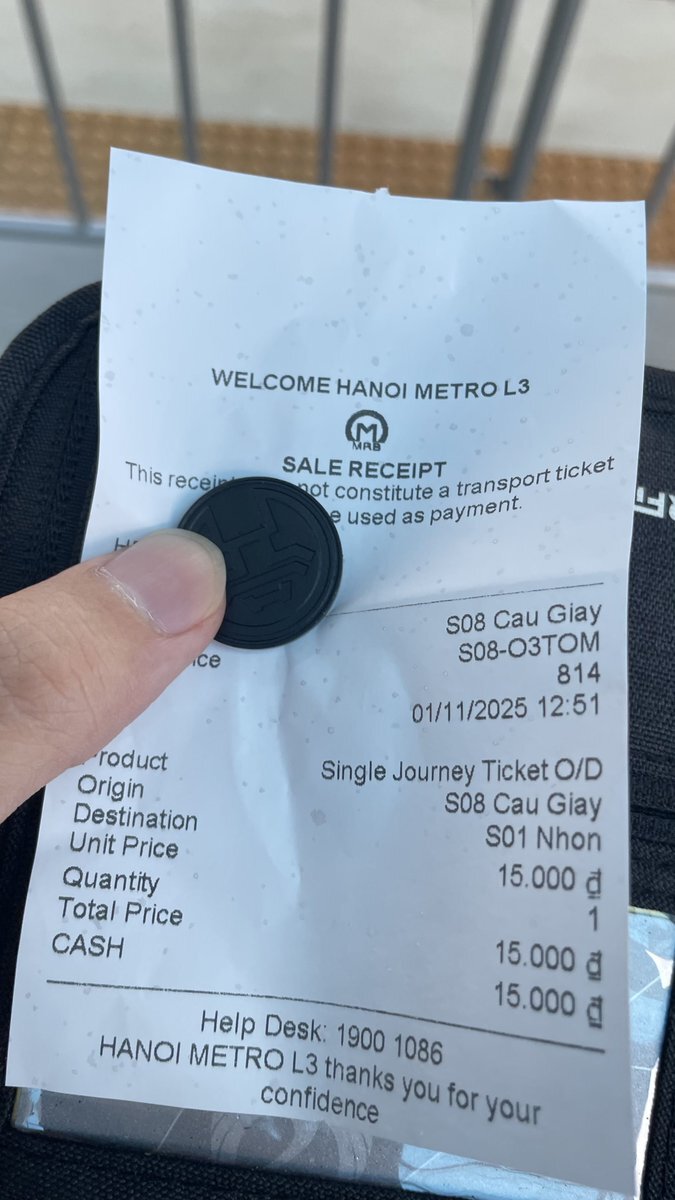 WELCOME HANOI METRO L3
M
MRB
SALE RECEIPT
This receip not constitute a transport ticket
e used as payment.
H
S08 Cau Giay
S08-O3TOM
ice 814
01/11/2025 12:51
roduct Single Journey Ticket O/D
Origin S08 Cau Giay
Destination S01 Nhon
Unit Price 15.000 ₫
Quantity 1
Total Price 15.000 ₫
CASH 15.000 ₫
Help Desk: 1900 1086
HANOI METRO L3 thanks you for your
confidence